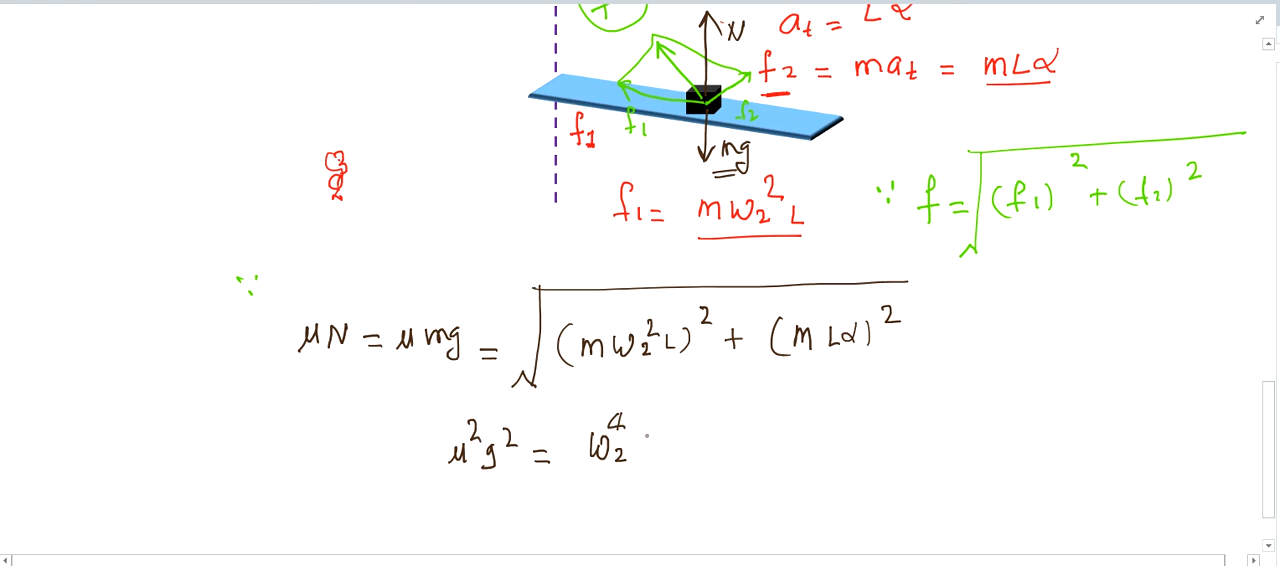 N
aₜ = Lα
f₂ = maₜ = mLα
f₁ f₁ f₂
mg
f₁ = mω₂²L
∵ f = √((f₁)² + (f₂)²)
∵
μN = μmg = √((mω₂²L)² + (mLα)²)
μ²g² = ω₂⁴